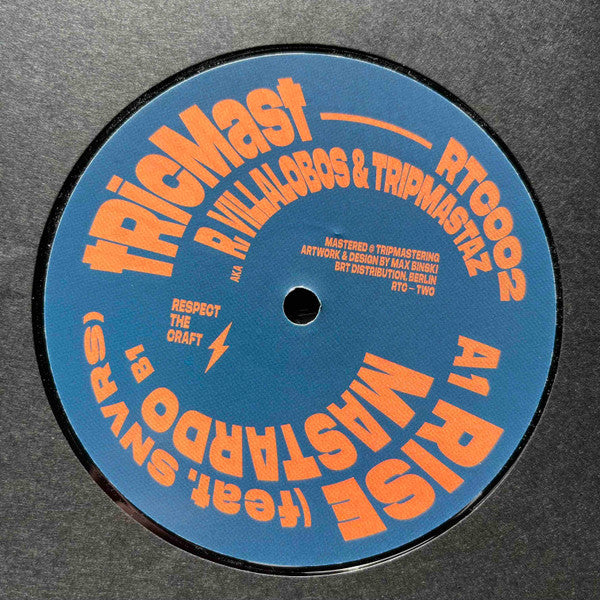 tRicMast — RTC002
AKA R. VILLALOBOS & TRIPMASTAZ
MASTERED @ TRIPMASTERING
ARTWORK & DESIGN BY MAX BINSKI
BRT DISTRIBUTION, BERLIN
RTC – TWO
RESPECT
THE
CRAFT
A1 RISE (feat. SNVRS)
MASTARDO B1